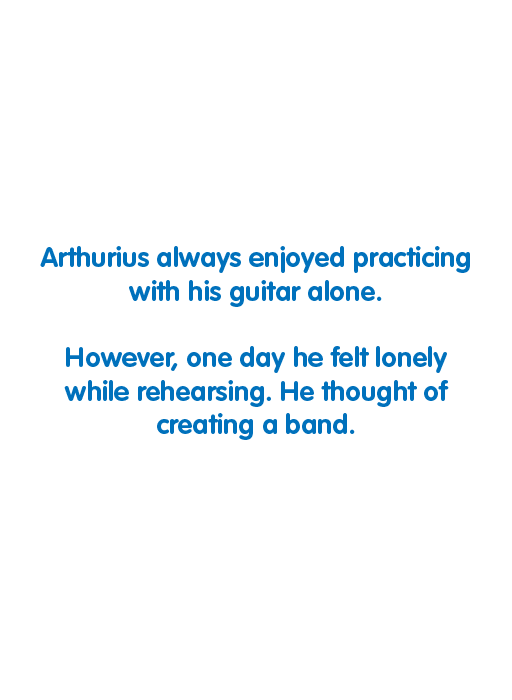 Arthurius always enjoyed practicing
with his guitar alone.
However, one day he felt lonely
while rehearsing. He thought of
creating a band.